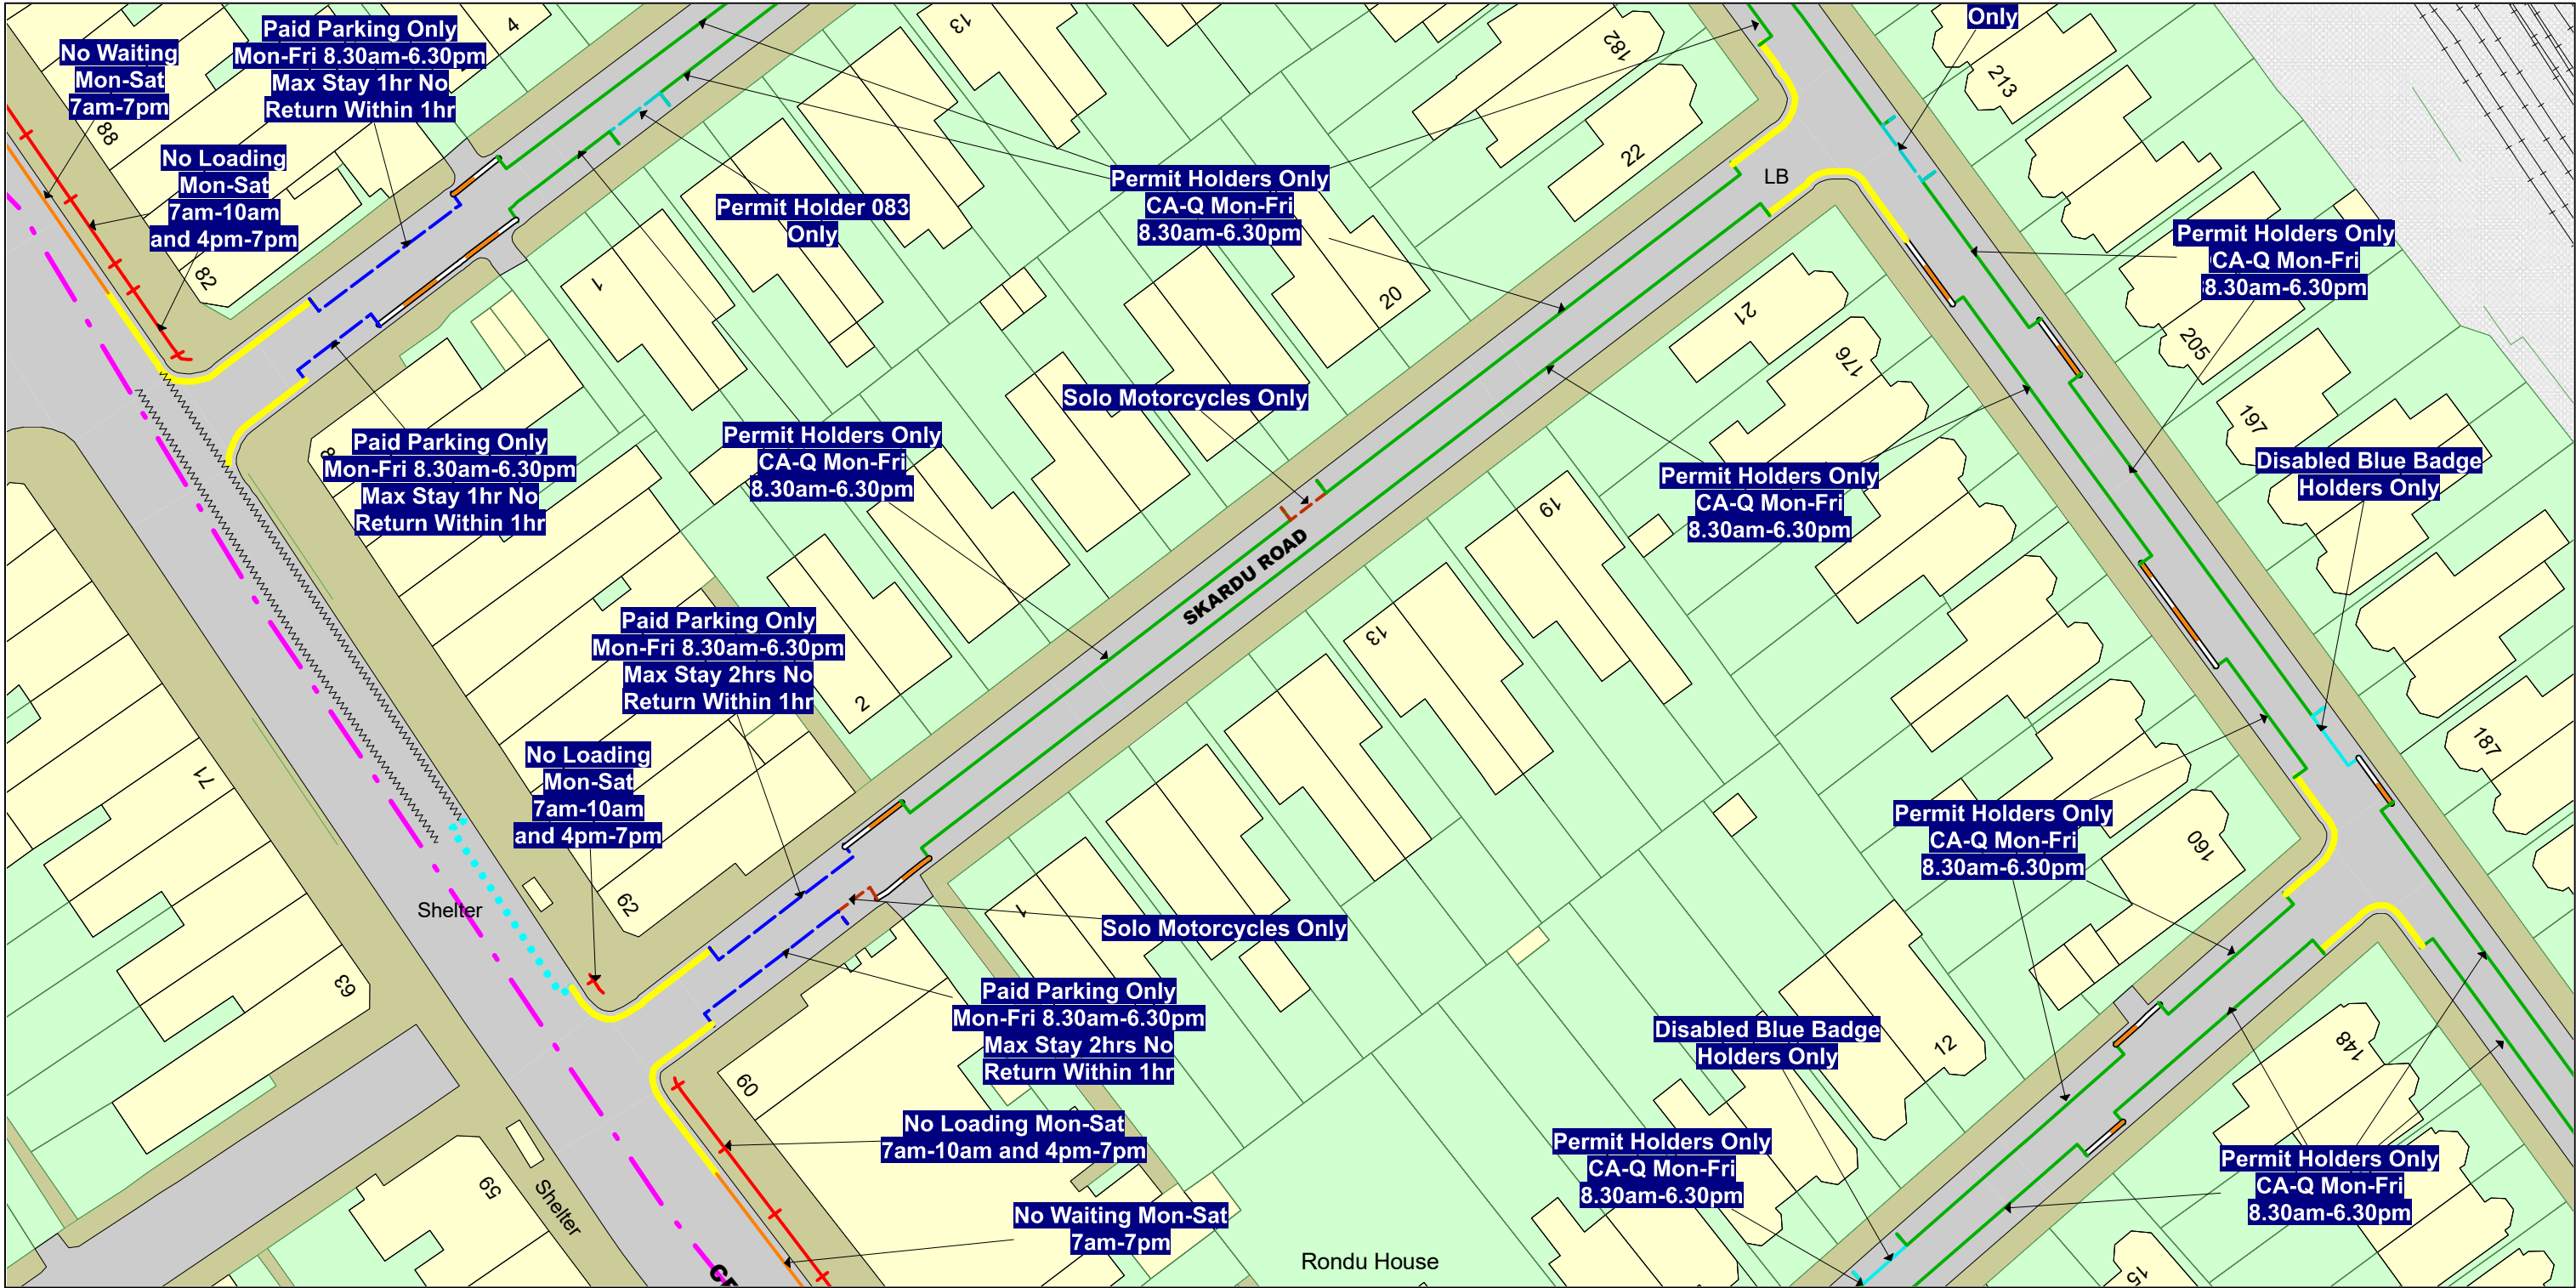 No Waiting
Mon-Sat
7am-7pm
Paid Parking Only
Mon-Fri 8.30am-6.30pm
Max Stay 1hr No
Return Within 1hr
4
13
182
Only
213
88
No Loading
Mon-Sat
7am-10am
and 4pm-7pm
82
Permit Holder 083
Only
Permit Holders Only
CA-Q Mon-Fri
8.30am-6.30pm
22
LB
Permit Holders Only
CA-Q Mon-Fri
8.30am-6.30pm
1
20
21
176
205
197
Solo Motorcycles Only
Paid Parking Only
Mon-Fri 8.30am-6.30pm
Max Stay 1hr No
Return Within 1hr
Permit Holders Only
CA-Q Mon-Fri
8.30am-6.30pm
Permit Holders Only
CA-Q Mon-Fri
8.30am-6.30pm
Disabled Blue Badge
Holders Only
19
SKARDU ROAD
13
Paid Parking Only
Mon-Fri 8.30am-6.30pm
Max Stay 2hrs No
Return Within 1hr
2
71
No Loading
Mon-Sat
7am-10am
and 4pm-7pm
187
Permit Holders Only
CA-Q Mon-Fri
8.30am-6.30pm
160
Shelter
62
1
Solo Motorcycles Only
63
Paid Parking Only
Mon-Fri 8.30am-6.30pm
Max Stay 2hrs No
Return Within 1hr
Disabled Blue Badge
Holders Only
12
148
60
No Loading Mon-Sat
7am-10am and 4pm-7pm
Permit Holders Only
CA-Q Mon-Fri
8.30am-6.30pm
Permit Holders Only
CA-Q Mon-Fri
8.30am-6.30pm
59
Shelter
No Waiting Mon-Sat
7am-7pm
Rondu House
15